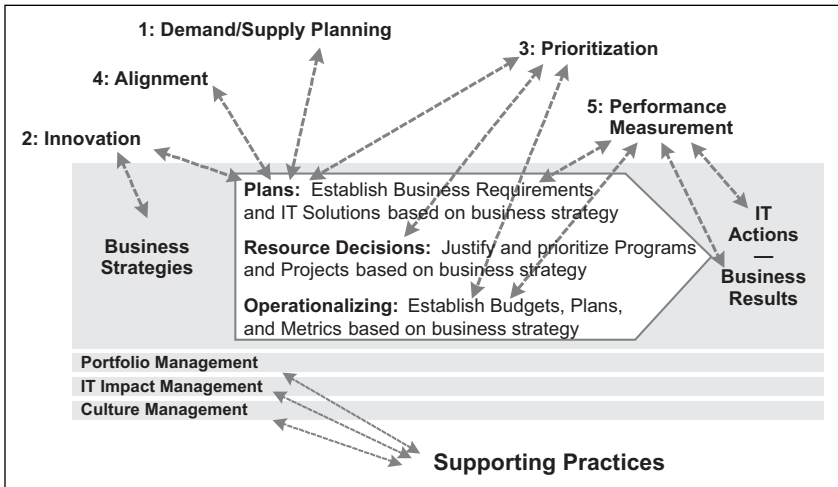 1: Demand/Supply Planning
3: Prioritization
4: Alignment
5: Performance
Measurement
2: Innovation
Plans: Establish Business Requirements
and IT Solutions based on business strategy
Business
Strategies
Resource Decisions: Justify and prioritize Programs
and Projects based on business strategy
Operationalizing: Establish Budgets, Plans,
and Metrics based on business strategy
IT
Actions
—
Business
Results
Portfolio Management
IT Impact Management
Culture Management
Supporting Practices